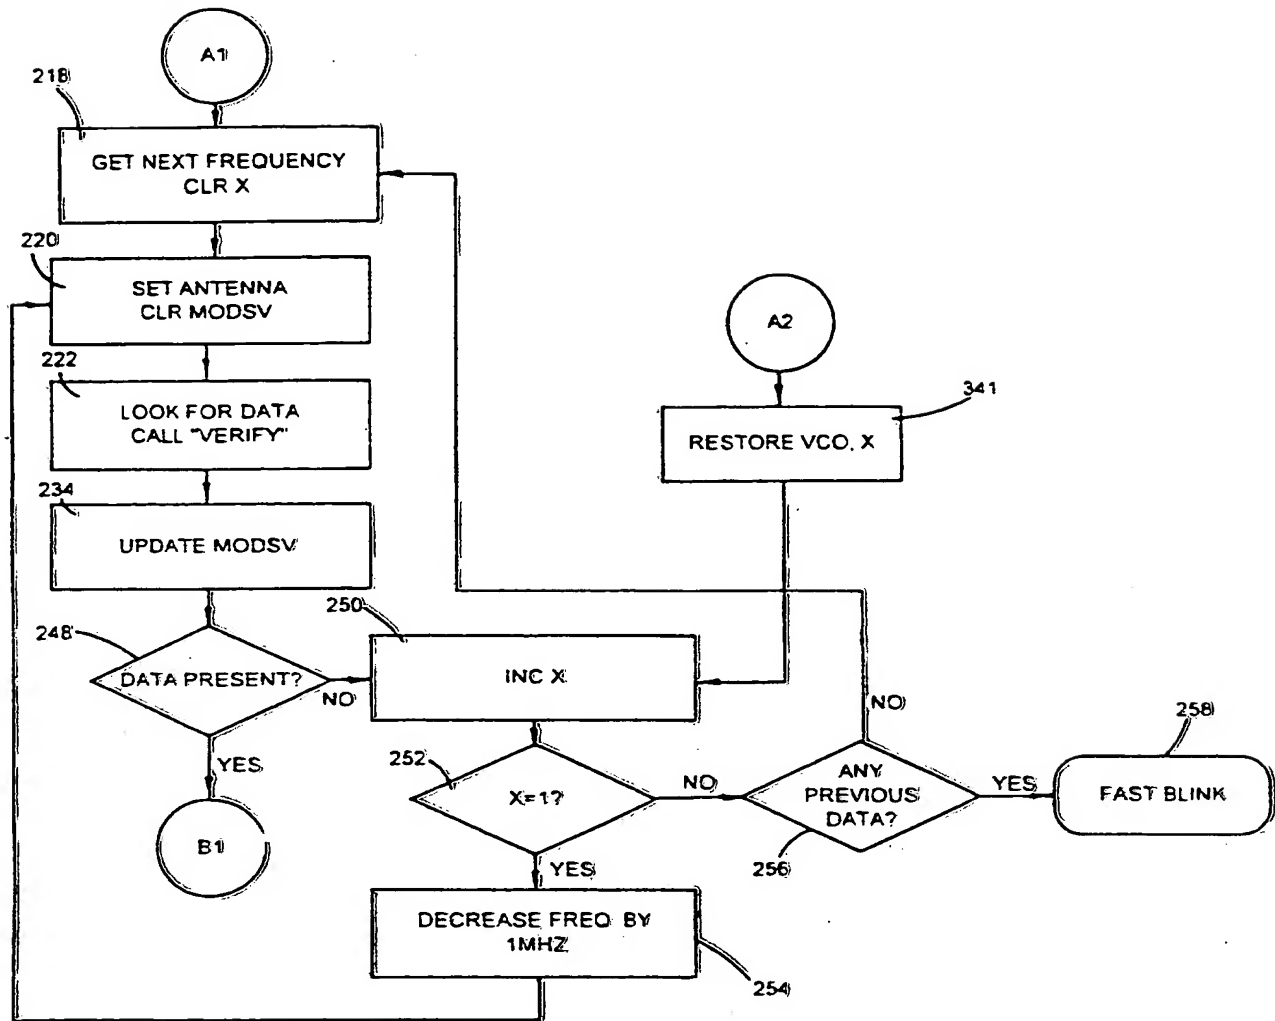 A1
218
GET NEXT FREQUENCY
CLR X
220
SET ANTENNA
CLR MODSV
A2
222
LOOK FOR DATA
CALL "VERIFY"
341
RESTORE VCO, X
234
UPDATE MODSV
250
248
DATA PRESENT?
NO
INC X
NO
258
YES
252
X=1?
NO
ANY
PREVIOUS
DATA?
YES
FAST BLINK
B1
256
YES
DECREASE FREQ BY
1MHZ
254